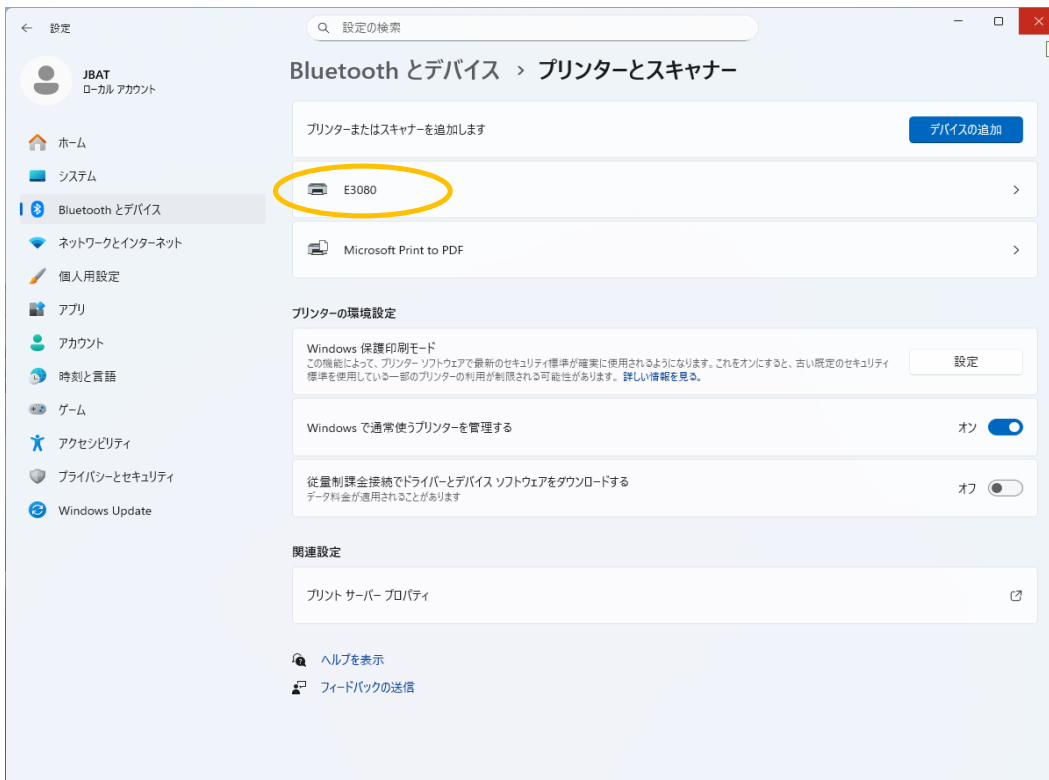 設定
設定の検索
JBAT
ローカル アカウント
ホーム
システム
Bluetooth とデバイス
ネットワークとインターネット
個人用設定
アプリ
アカウント
時刻と言語
ゲーム
アクセシビリティ
プライバシーとセキュリティ
Windows Update
Bluetooth とデバイス › プリンターとスキャナー
プリンターまたはスキャナーを追加します
デバイスの追加
E3080
Microsoft Print to PDF
プリンターの環境設定
Windows 保護印刷モード
この機能によって、プリンター ソフトウェアで最新のセキュリティ標準が確実に使用されるようになります。これをオンにすると、古い既定のセキュリティ
標準を使用している一部のプリンターの利用が制限される可能性があります。 詳しい情報を見る。
設定
Windows で通常使うプリンターを管理する
オン
従量制課金接続でドライバーとデバイス ソフトウェアをダウンロードする
データ料金が適用されることがあります
オフ
関連設定
プリント サーバー プロパティ
ヘルプを表示
フィードバックの送信